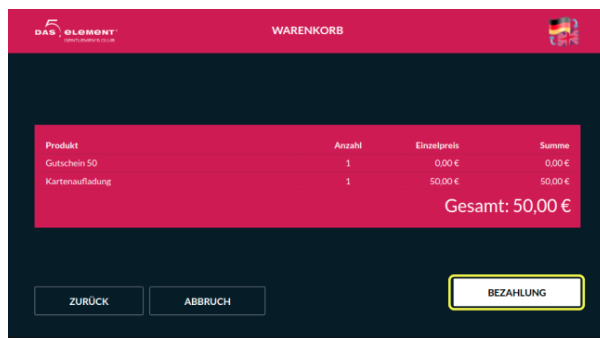 DAS 5 ELEMENT
GENTLEMEN'S CLUB
WARENKORB
Produkt Anzahl Einzelpreis Summe
Gutschein 50 1 0,00 € 0,00 €
Kartenaufladung 1 50,00 € 50,00 €
Gesamt: 50,00 €
ZURÜCK ABBRUCH BEZAHLUNG